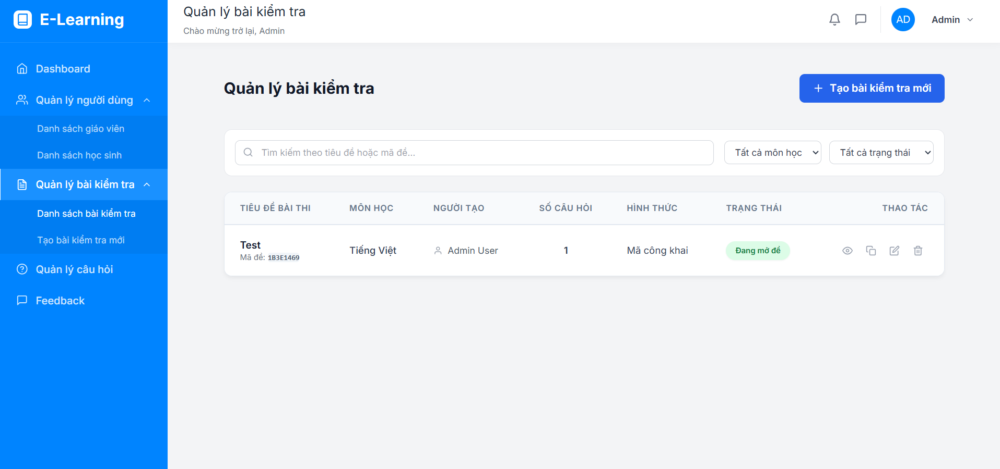 E-Learning
Dashboard
Quản lý người dùng
Danh sách giáo viên
Danh sách học sinh
Quản lý bài kiểm tra
Danh sách bài kiểm tra
Tạo bài kiểm tra mới
Quản lý câu hỏi
Feedback
Quản lý bài kiểm tra
Chào mừng trở lại, Admin
AD Admin
Quản lý bài kiểm tra
Tạo bài kiểm tra mới
Tìm kiếm theo tiêu đề hoặc mã đề...
Tất cả môn học
Tất cả trạng thái
TIÊU ĐỀ BÀI THI MÔN HỌC NGƯỜI TẠO SỐ CÂU HỎI HÌNH THỨC TRẠNG THÁI THAO TÁC
Test
Mã đề: 1B3E1469
Tiếng Việt Admin User 1 Mã công khai Đang mở đề